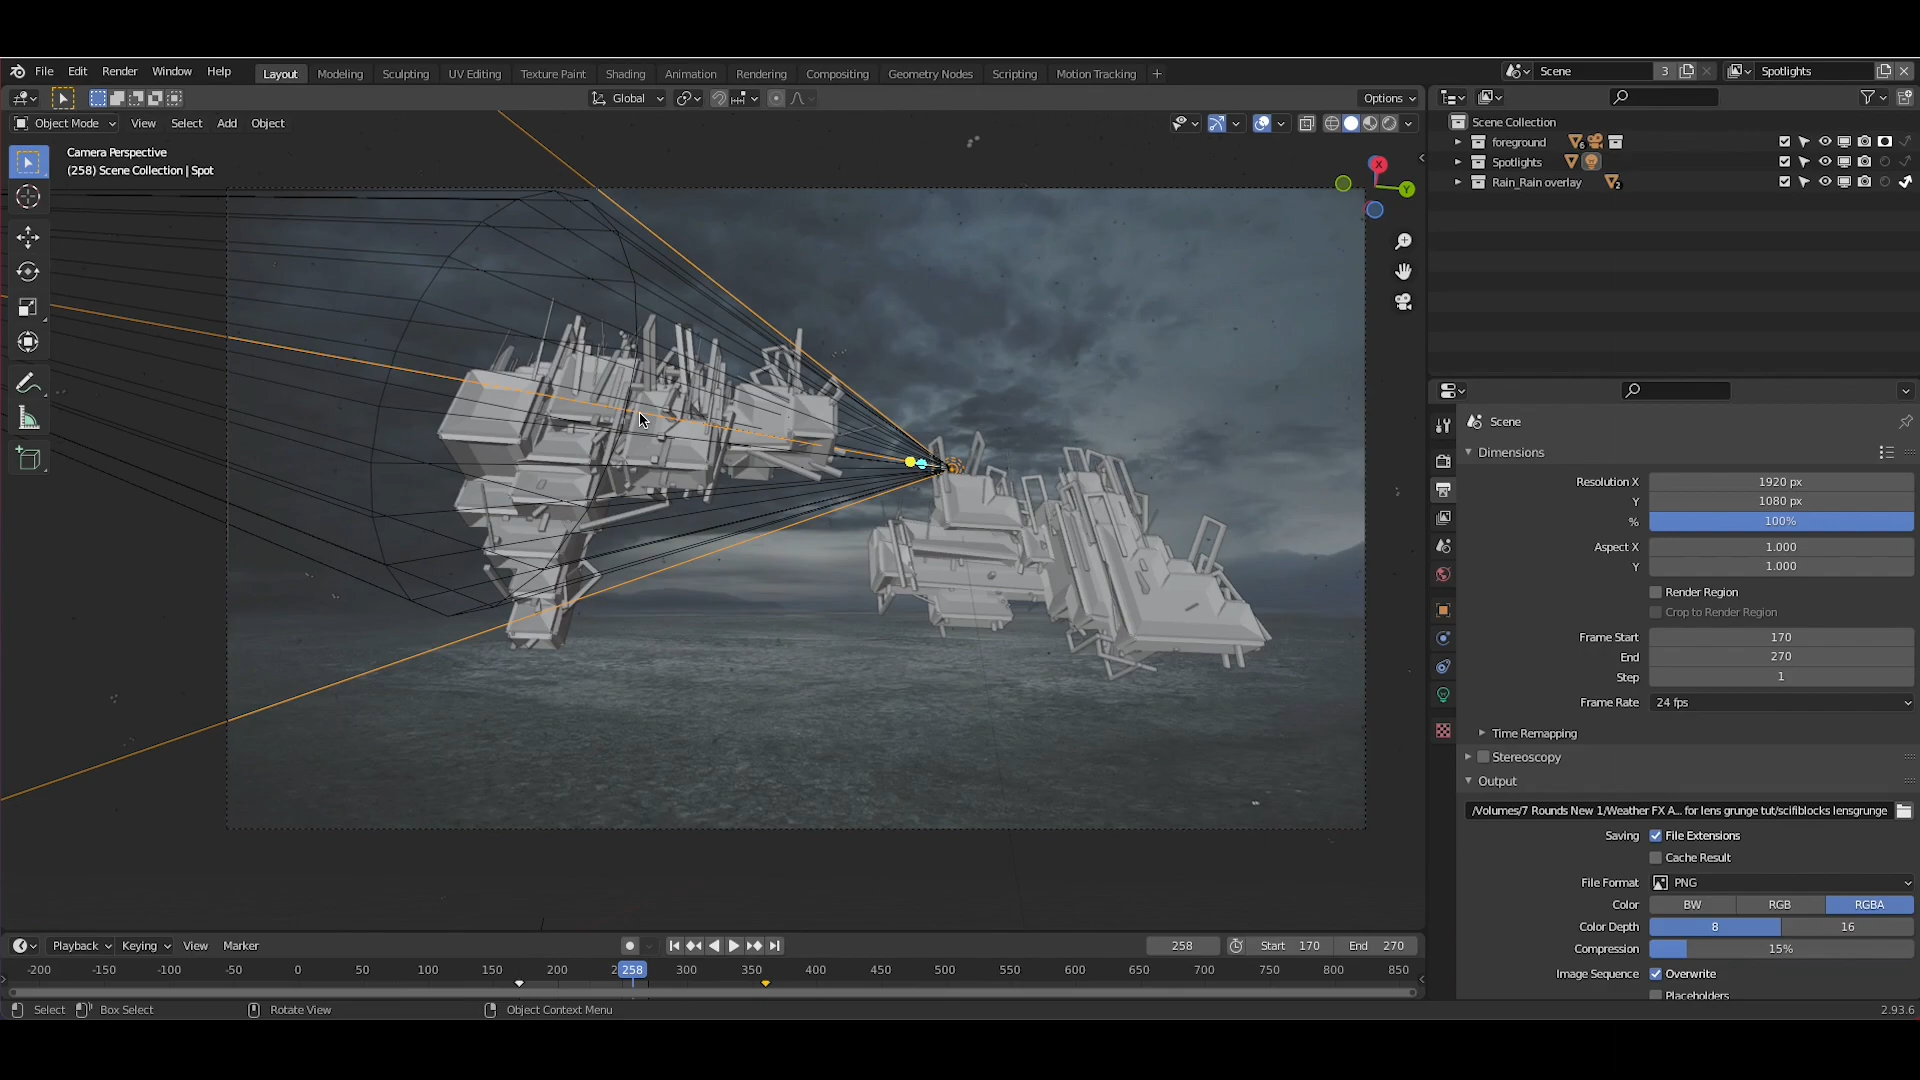 File Edit Render Window Help Layout Modeling Sculpting UV Editing Texture Paint Shading Animation Rendering Compositing Geometry Nodes Scripting Motion Tracking + Scene 3 Spotlights
Global Options
Object Mode View Select Add Object
Camera Perspective
(258) Scene Collection | Spot
X
Y
Scene Collection
foreground 6
Spotlights
Rain_Rain overlay 2
Scene
Dimensions
Resolution X 1920 px
Y 1080 px
% 100%
Aspect X 1.000
Y 1.000
Render Region
Crop to Render Region
Frame Start 170
End 270
Step 1
Frame Rate 24 fps
Time Remapping
Stereoscopy
Output
/Volumes/7 Rounds New 1/Weather FX A... for lens grunge tut/scifiblocks lensgrunge
Saving File Extensions
Cache Result
File Format PNG
Color BW RGB RGBA
Color Depth 8 16
Compression 15%
Image Sequence Overwrite
Placeholders
Playback Keying View Marker 258 Start 170 End 270
-200 -150 -100 -50 0 50 100 150 200 258 300 350 400 450 500 550 600 650 700 750 800 850
Select Box Select Rotate View Object Context Menu 2.93.6